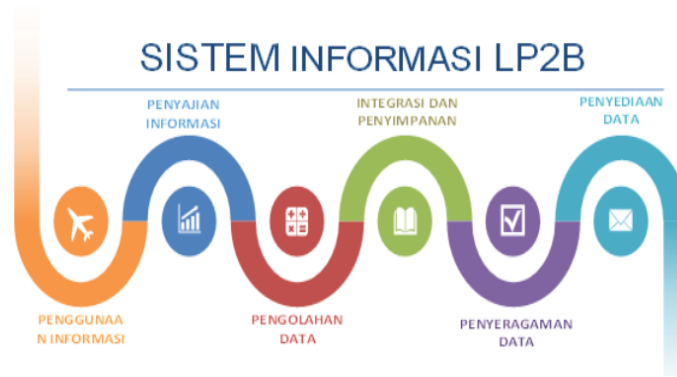 SISTEM INFORMASI LP2B
PENYAJIAN
INFORMASI
INTEGRASI DAN
PENYIMPANAN
PENYEDIAAN
DATA
PENGGUNAA
N INFORMASI
PENGOLAHAN
DATA
PENYERAGAMAN
DATA